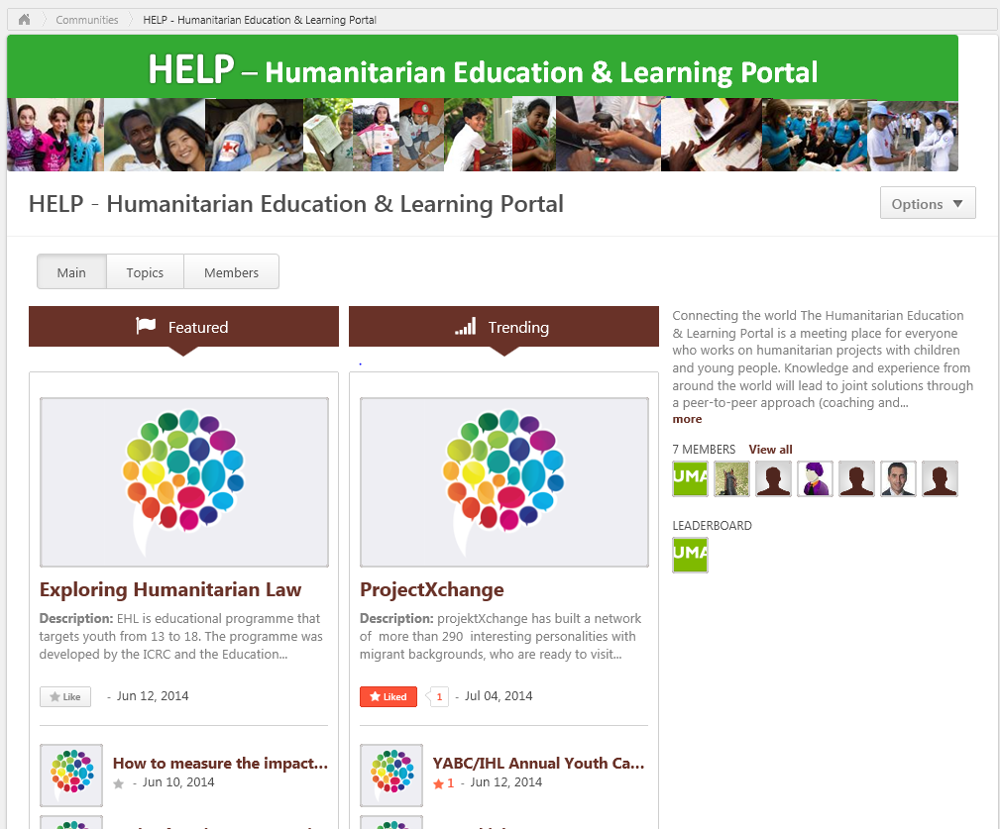 Communities
HELP - Humanitarian Education & Learning Portal
HELP – Humanitarian Education & Learning Portal
HELP - Humanitarian Education & Learning Portal
Options
Main
Topics
Members
Featured
Exploring Humanitarian Law
Description: EHL is educational programme that
targets youth from 13 to 18. The programme was
developed by the ICRC and the Education...
Like - Jun 12, 2014
How to measure the impact...
- Jun 10, 2014
Trending
.
ProjectXchange
Description: projektXchange has built a network
of more than 290 interesting personalities with
migrant backgrounds, who are ready to visit...
Liked 1 - Jul 04, 2014
YABC/IHL Annual Youth Ca...
1 - Jun 12, 2014
Connecting the world The Humanitarian Education
& Learning Portal is a meeting place for everyone
who works on humanitarian projects with children
and young people. Knowledge and experience from
around the world will lead to joint solutions through
a peer-to-peer approach (coaching and...
more
7 MEMBERS View all
UMA
LEADERBOARD
UMA